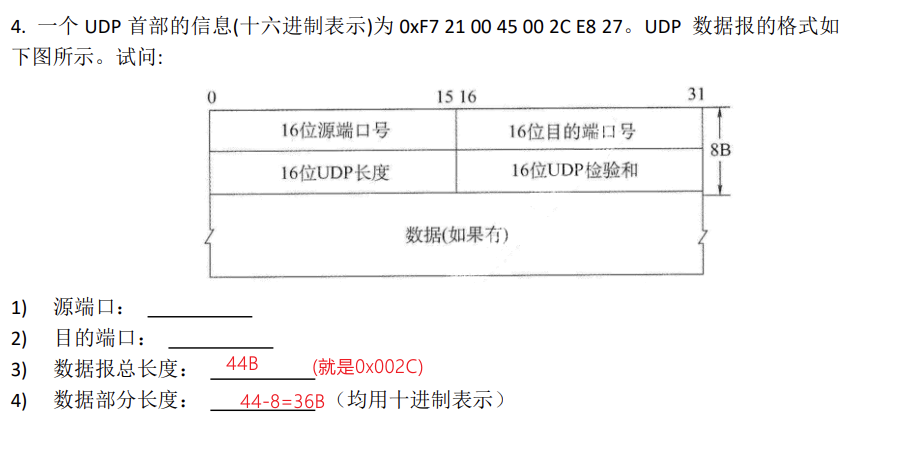 4. 一个 UDP 首部的信息(十六进制表示)为 0xF7 21 00 45 00 2C E8 27。UDP 数据报的格式如
下图所示。试问:
0 15 16 31
16位源端口号 16位目的端口号
8B
16位UDP长度 16位UDP检验和
数据(如果有)
1) 源端口：
2) 目的端口：
3) 数据报总长度： 44B (就是0x002C)
4) 数据部分长度： 44-8=36B（均用十进制表示）